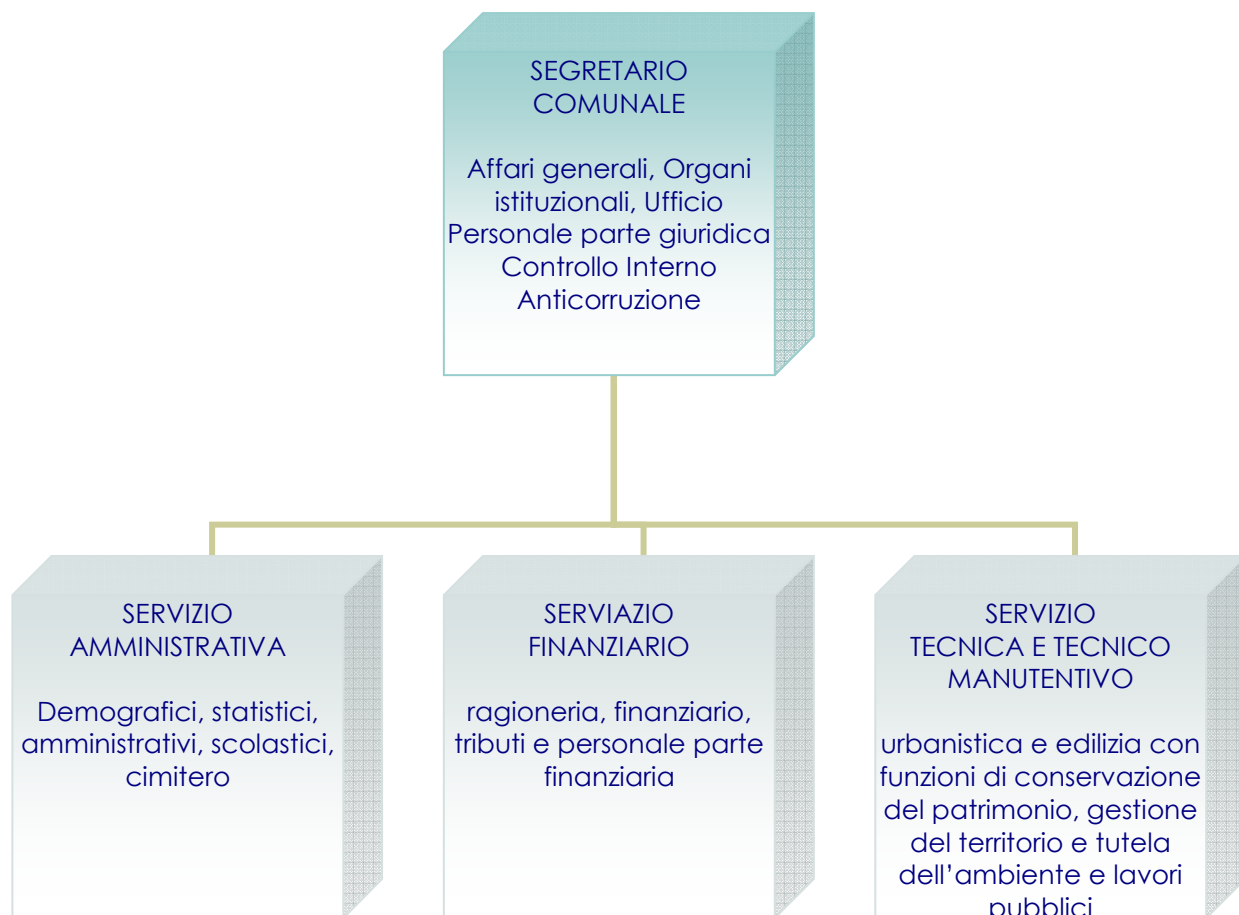 SEGRETARIO
COMUNALE
Affari generali, Organi
istituzionali, Ufficio
Personale parte giuridica
Controllo Interno
Anticorruzione
SERVIZIO
AMMINISTRATIVA
Demografici, statistici,
amministrativi, scolastici,
cimitero
SERVIAZIO
FINANZIARIO
ragioneria, finanziario,
tributi e personale parte
finanziaria
SERVIZIO
TECNICA E TECNICO
MANUTENTIVO
urbanistica e edilizia con
funzioni di conservazione
del patrimonio, gestione
del territorio e tutela
dell’ambiente e lavori
pubblici